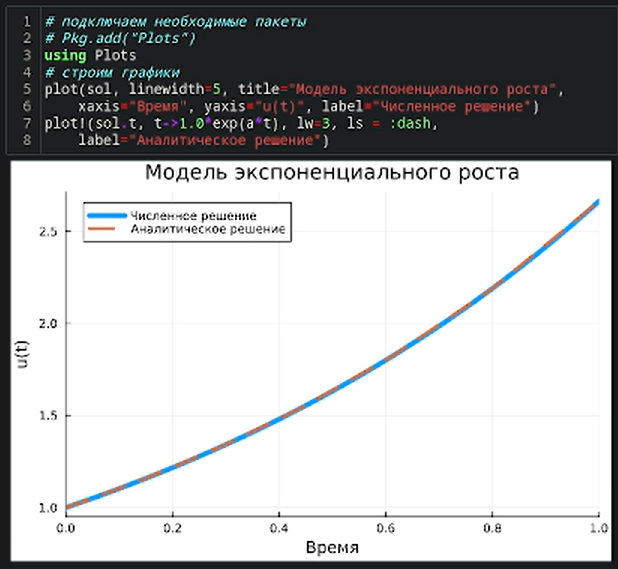 1 # подключаем необходимые пакеты
2 # Pkg.add("Plots")
3 using Plots
4 # строим графики
5 plot(sol, linewidth=5, title="Модель экспоненциального роста",
6 xaxis="Время", yaxis="u(t)", label="Численное решение")
7 plot!(sol.t, t->1.0*exp(a*t), lw=3, ls = :dash,
8 label="Аналитическое решение")
Модель экспоненциального роста
Численное решение
Аналитическое решение
2.5
2.0
1.5
1.0
u(t)
0.0 0.2 0.4 0.6 0.8 1.0
Время